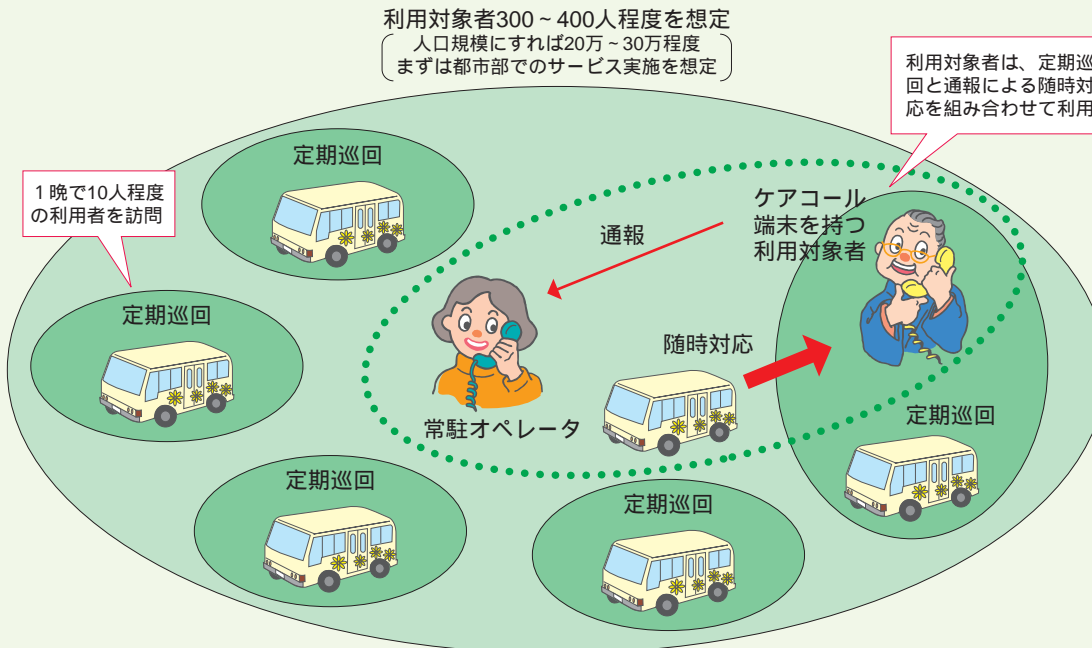 利用対象者300~400人程度を想定
人口規模にすれば20万~30万程度
まずは都市部でのサービス実施を想定
利用対象者は、定期巡
回と通報による随時対
応を組み合わせて利用
定期巡回
1晩で10人程度
の利用者を訪問
ケアコール
端末を持つ
利用対象者
通報
定期巡回
随時対応
常駐オペレータ
定期巡回
定期巡回
定期巡回